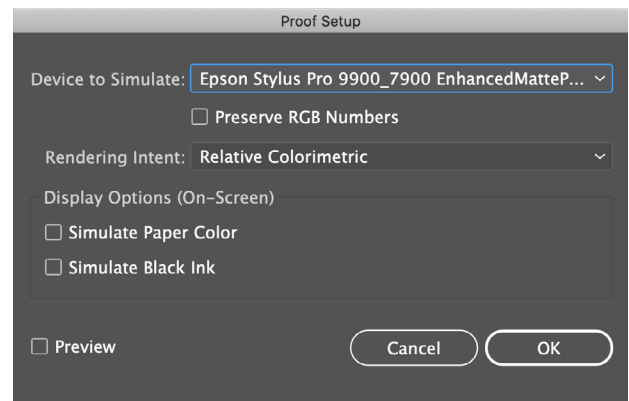 Proof Setup
Device to Simulate: Epson Stylus Pro 9900_7900 EnhancedMatteP...
Preserve RGB Numbers
Rendering Intent: Relative Colorimetric
Display Options (On-Screen)
Simulate Paper Color
Simulate Black Ink
Preview Cancel OK